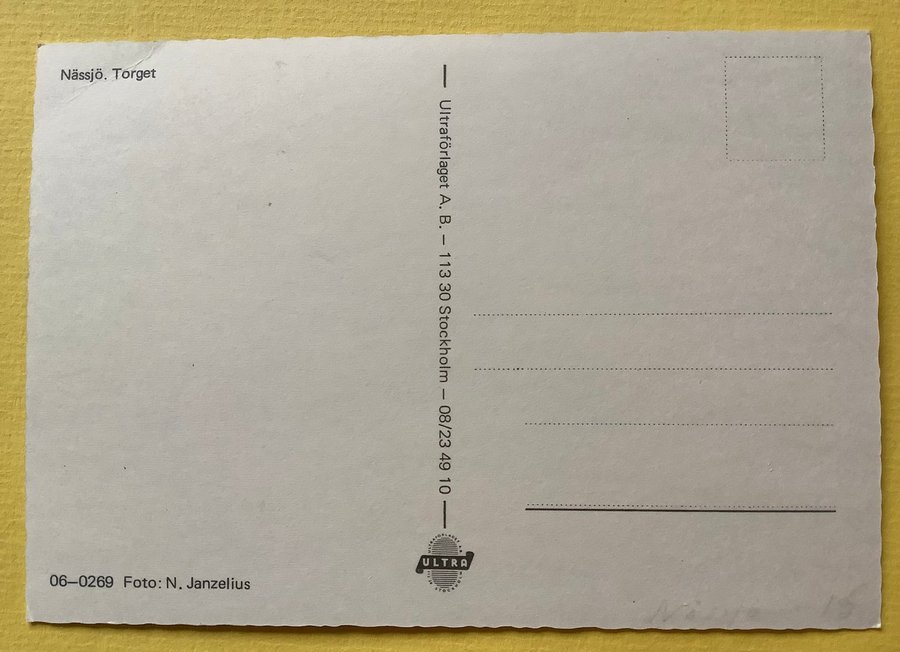 Nässjö. Torget
Ultraförlaget A. B. — 113 30 Stockholm — 08/23 49 10
ULTRA
06—0269 Foto: N. Janzelius